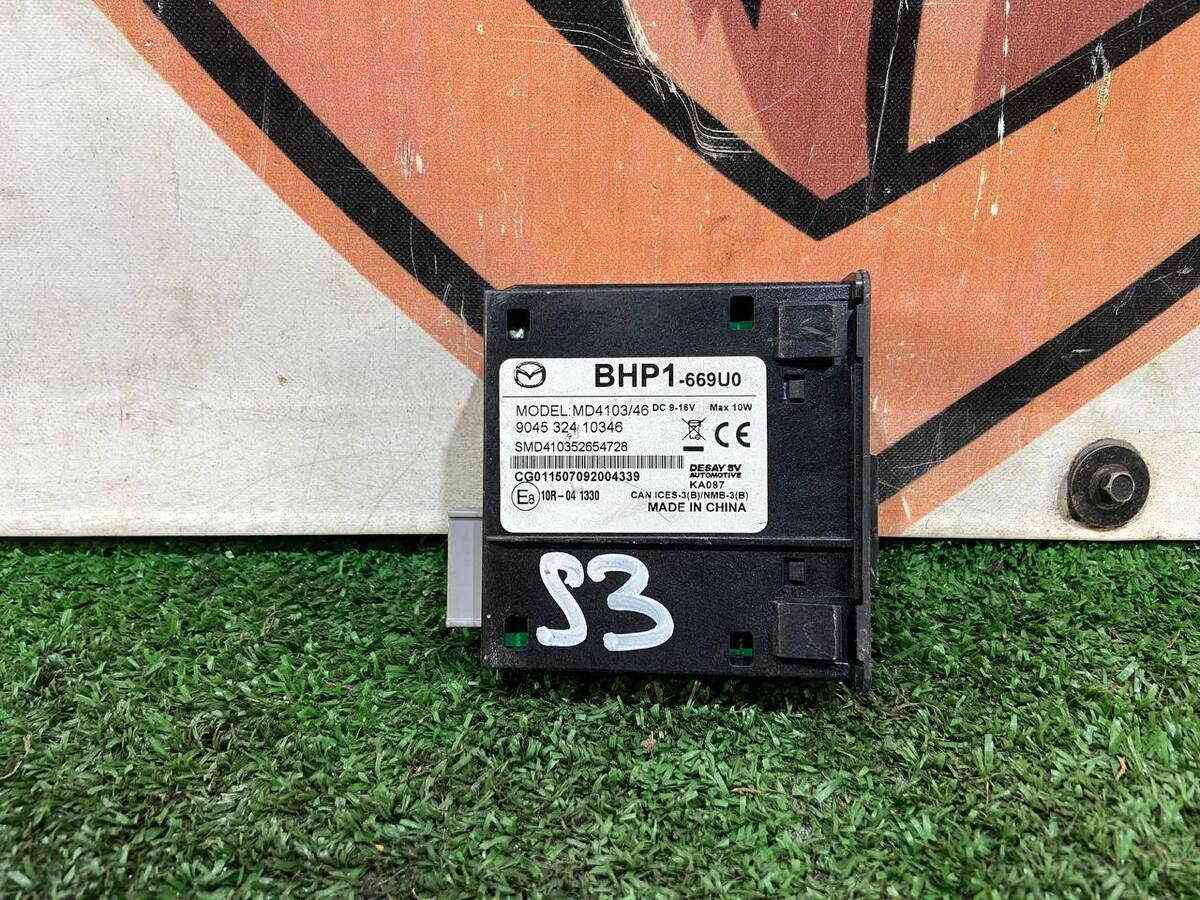 BHP1-669U0
MODEL:MD4103/46 DC 9-16V Max 10W
9045 324 10346
SMD410352654728
CE
DESAY SV
AUTOMOTIVE
CG011507092004339
KA087
E8 10R-04 1330
CAN ICES-3(B)/NMB-3(B)
MADE IN CHINA
S3